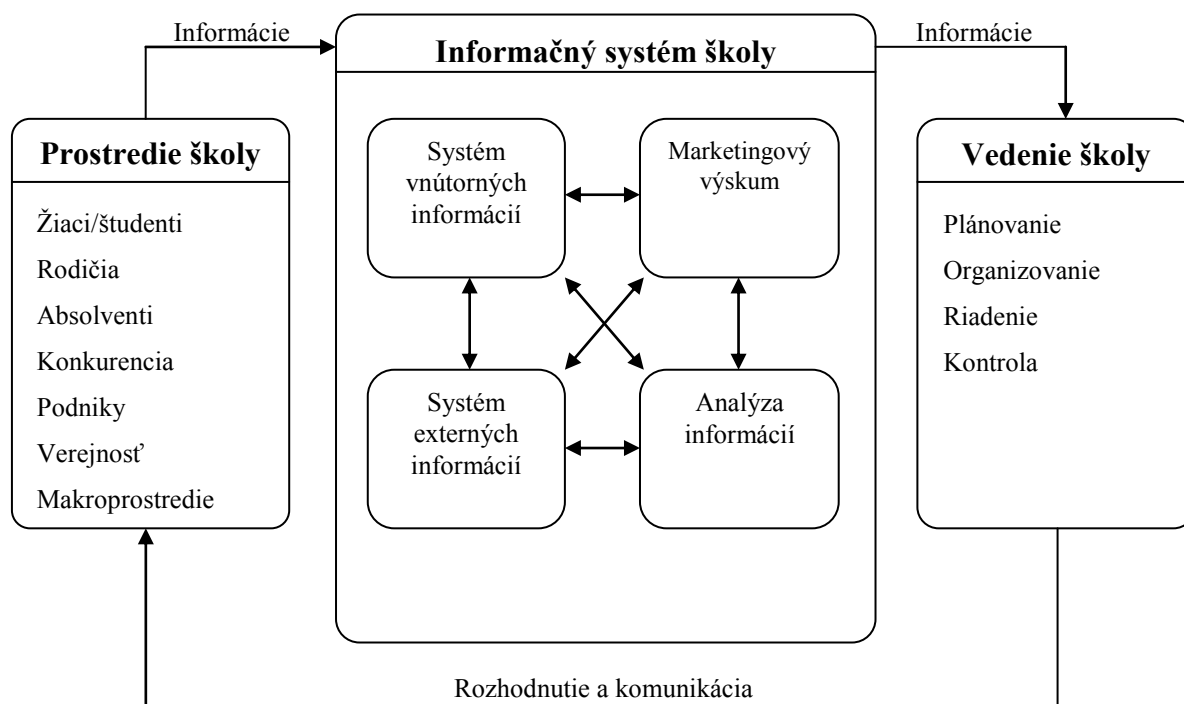 Informácie
Informačný systém školy
Informácie
Prostredie školy
Žiaci/študenti
Rodičia
Absolventi
Konkurencia
Podniky
Verejnosť
Makroprostredie
Systém
vnútorných
informácií
Marketingový
výskum
Systém
externých
informácií
Analýza
informácií
Vedenie školy
Plánovanie
Organizovanie
Riadenie
Kontrola
Rozhodnutie a komunikácia